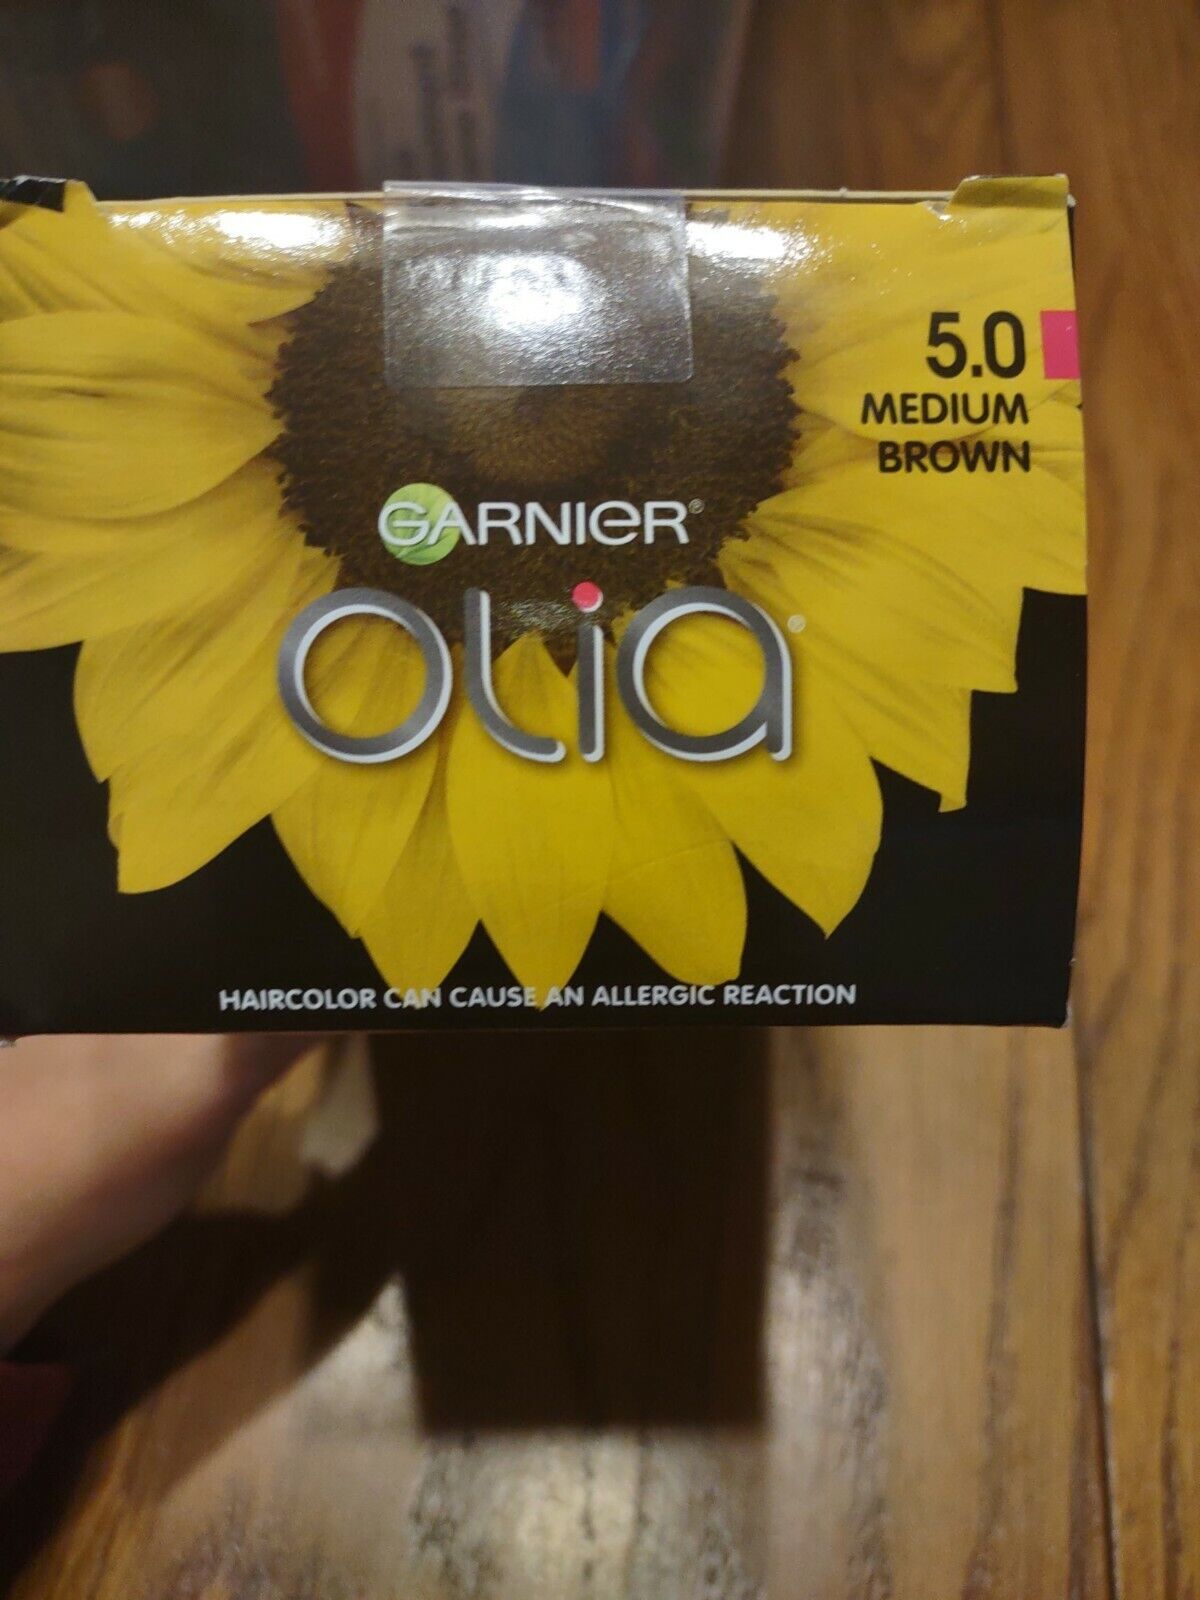 5.0
MEDIUM
BROWN
GARNIER®
OLIA®
HAIRCOLOR CAN CAUSE AN ALLERGIC REACTION